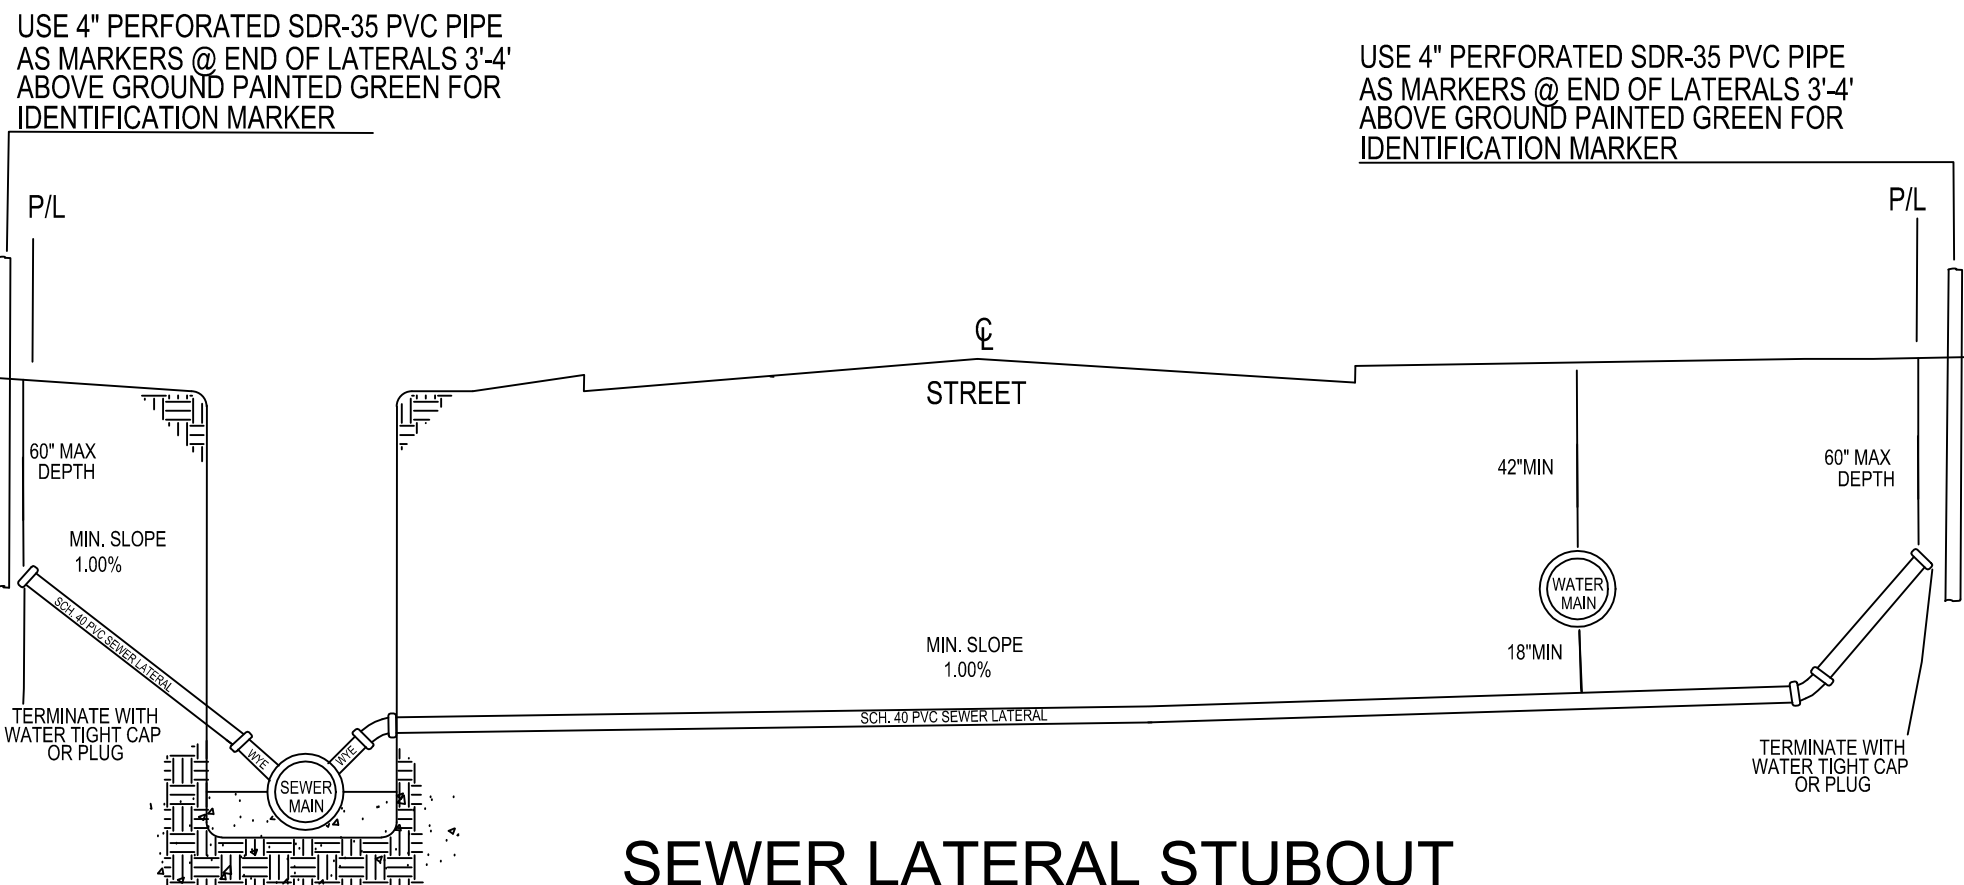 USE 4" PERFORATED SDR-35 PVC PIPE
AS MARKERS @ END OF LATERALS 3'-4'
ABOVE GROUND PAINTED GREEN FOR
IDENTIFICATION MARKER
USE 4" PERFORATED SDR-35 PVC PIPE
AS MARKERS @ END OF LATERALS 3'-4'
ABOVE GROUND PAINTED GREEN FOR
IDENTIFICATION MARKER
P/L
P/L
℄
STREET
60" MAX
DEPTH
42"MIN
60" MAX
DEPTH
MIN. SLOPE
1.00%
WATER
MAIN
SCH. 40 PVC SEWER LATERAL
MIN. SLOPE
1.00%
18"MIN
SCH. 40 PVC SEWER LATERAL
TERMINATE WITH
WATER TIGHT CAP
OR PLUG
WYE
WYE
SEWER
MAIN
TERMINATE WITH
WATER TIGHT CAP
OR PLUG
SEWER LATERAL STUBOUT